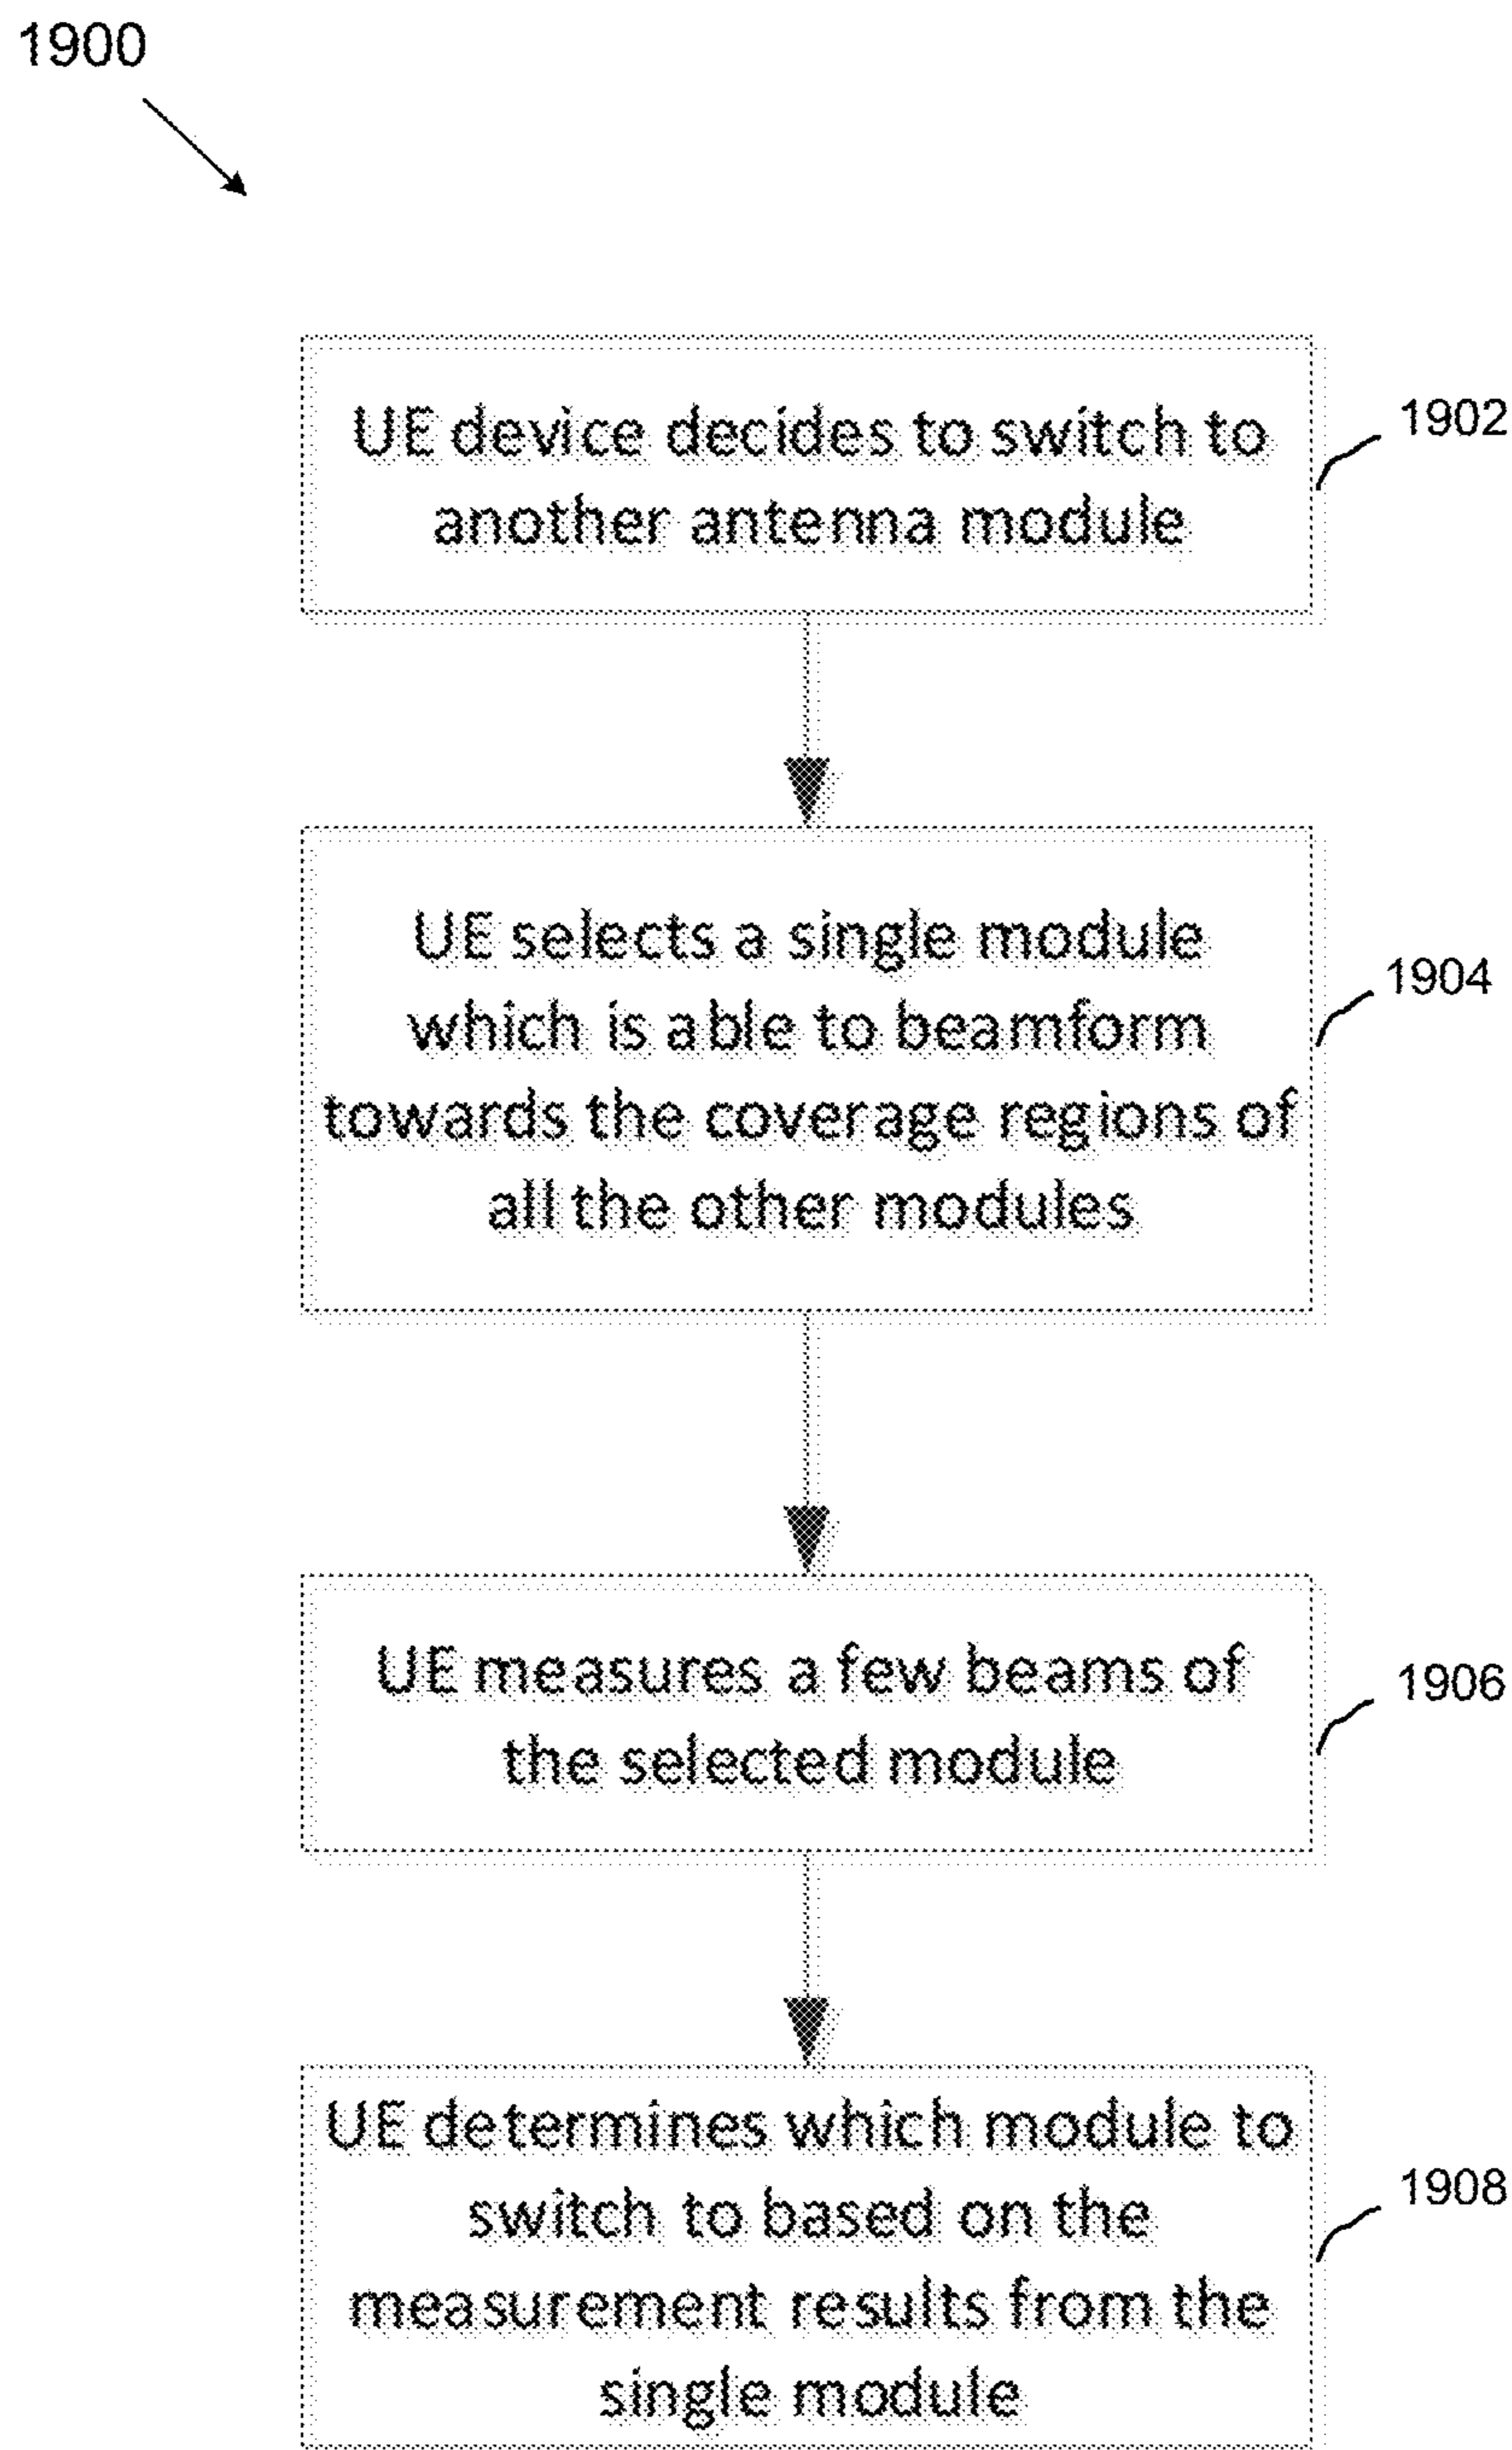 1900
UE device decides to switch to
another antenna module
1902
UE selects a single module
which is able to beamform
towards the coverage regions of
all the other modules
1904
UE measures a few beams of
the selected module
1906
UE determines which module to
switch to based on the
measurement results from the
single module
1908